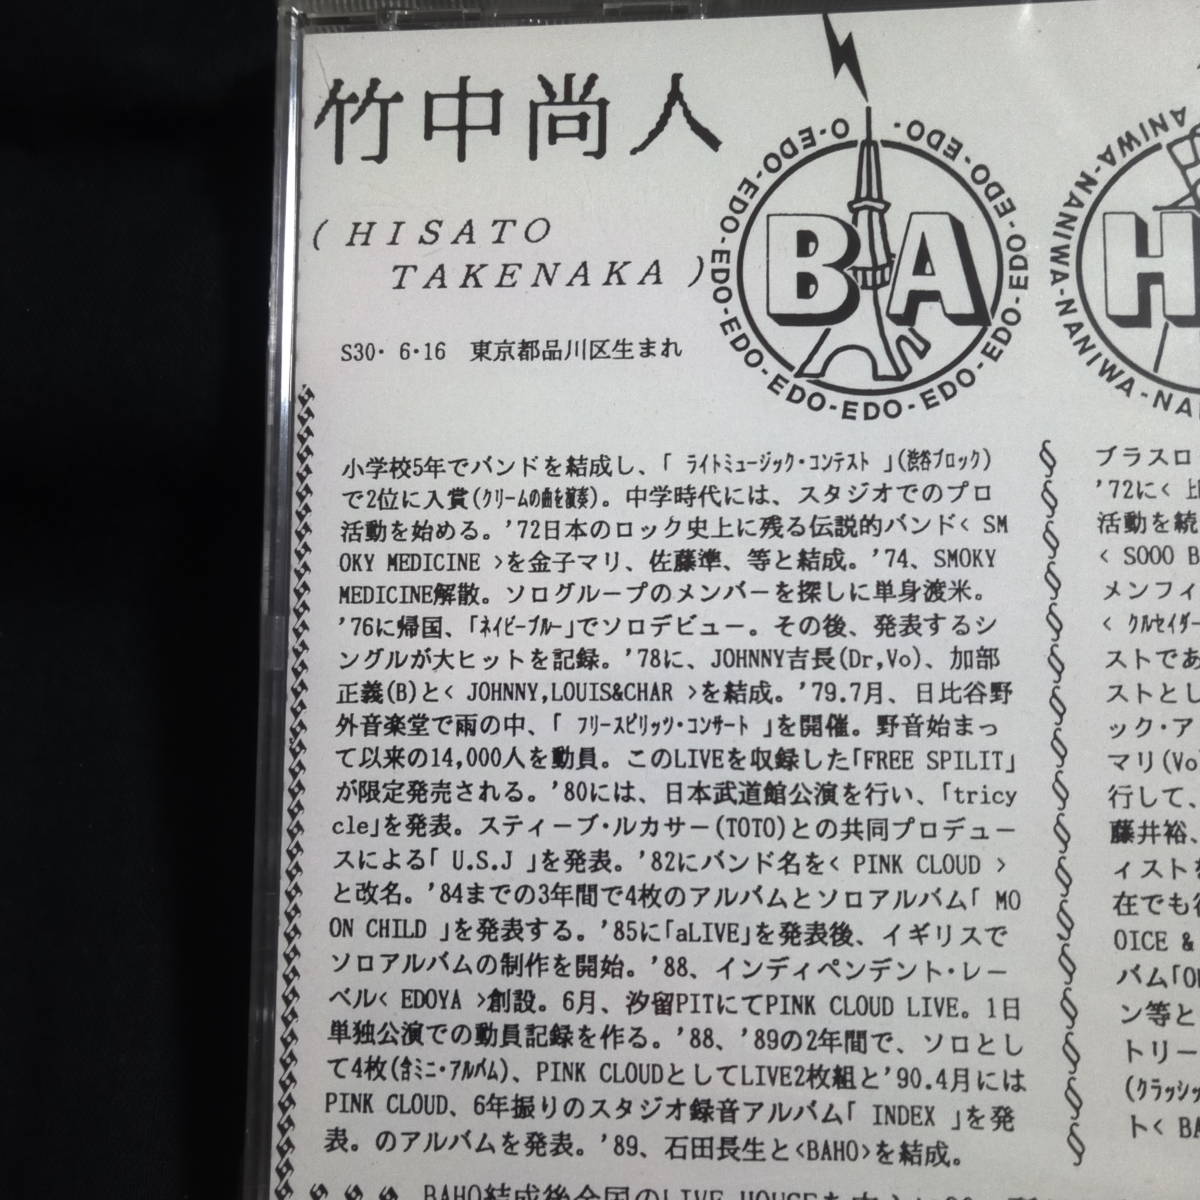 竹中尚人
(HISATO
TAKENAKA)
S30・6・16 東京都品川区生まれ
O-EDO-EDO-EDO-EDO-EDO-EDO-EDO-EDO-EDO-EDO-EDO-EDO-
BA
H
NANIWA-NANIWA-NANIWA-NA
小学校5年でバンドを結成し、「 ライトミュージック・コンテスト 」(渋谷ブロック)
で2位に入賞(クリームの曲を演奏)。中学時代には、スタジオでのプロ
活動を始める。'72日本のロック史上に残る伝説的バンド< SM
OKY MEDICINE >を金子マリ、佐藤準、等と結成。'74、SMOKY
MEDICINE解散。ソログループのメンバーを探しに単身渡米。
'76に帰国、「ネイビーブルー」でソロデビュー。その後、発表するシ
ングルが大ヒットを記録。'78に、JOHNNY吉長(Dr,Vo)、加部
正義(B)と< JOHNNY,LOUIS&CHAR >を結成。'79.7月、日比谷野
外音楽堂で雨の中、「 フリースピリッツ・コンサート 」を開催。野音始まっ
て以来の14,000人を動員。このLIVEを収録した「FREE SPILIT」
が限定発売される。'80には、日本武道館公演を行い、「tricy
cle」を発表。スティーブ・ルカサー(TOTO)との共同プロデュー
スによる「 U.S.J 」を発表。'82にバンド名を< PINK CLOUD >
と改名。'84までの3年間で4枚のアルバムとソロアルバム「 MO
ON CHILD 」を発表する。'85に「aLIVE」を発表後、イギリスで
ソロアルバムの制作を開始。'88、インディペンデント・レー
ベル< EDOYA >創設。6月、汐留PITにてPINK CLOUD LIVE。1日
単独公演での動員記録を作る。'88、'89の2年間で、ソロとし
て4枚(含ミニ・アルバム)、PINK CLOUDとしてLIVE2枚組と'90.4月には
PINK CLOUD、6年振りのスタジオ録音アルバム「 INDEX 」を発
表。のアルバムを発表。'89、石田長生と<BAHO>を結成。
ブラスロ
'72に< 上
活動を続
< SOOO B
メンフィ
< クルセイダー
ストであ
ストとし
ック・ア
マリ(Vo
行して、
藤井裕、
ィストを
在でも
OICE &
バム「O
ン等と
トリー
(クラッシッ
ト< BA
BAHO結成後全国のLIVE HOUSEを